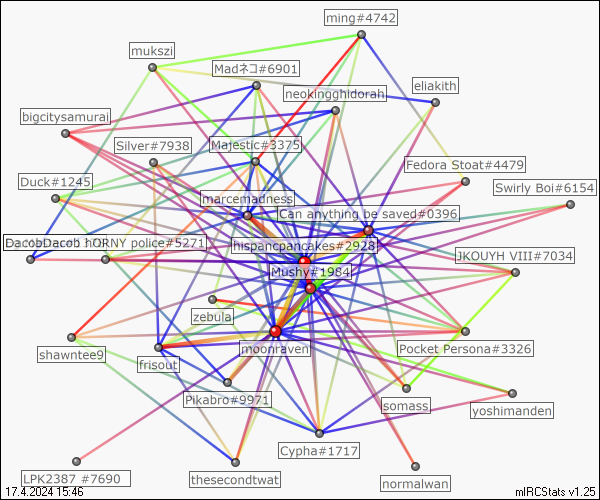 ming#4742
mukszi
Madネコ#6901
eliakith
neokingghidorah
bigcitysamurai
Silver#7938
Majestic#3375
Fedora Stoat#4479
Duck#1245
Swirly Boi#6154
marcemadness
Can anything be saved#0396
hORNY police#5271
hispancpancakes#2928
JKOUYH VIII#7034
Mushy#1984
zebula
moonraven
Pocket Persona#3326
shawntee9
frisout
Pikabro#9971
somass
yoshimanden
Cypha#1717
LPK2387 #7690
thesecondtwat
normalwan
17.4.2024 15:46
mIRCStats v1.25